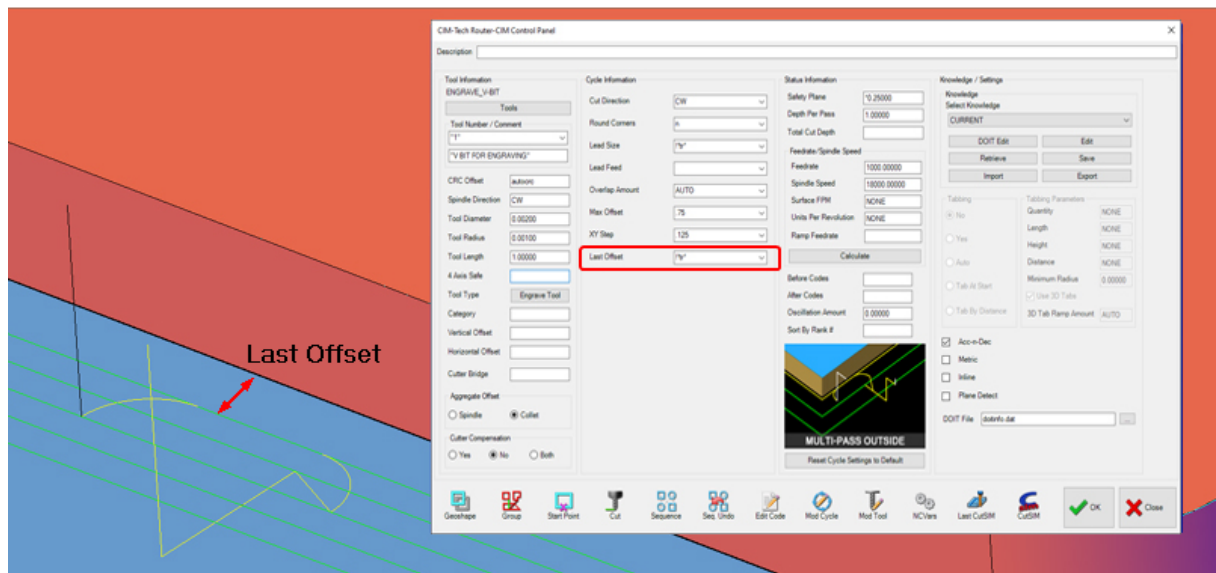 CIM-Tech Router-CIM Control Panel
Description
Tool Information
ENGRAVE_V-BIT
Tools
Tool Number / Comment
"1"
"V BIT FOR ENGRAVING"
CRC Offset
Spindle Direction CW
Tool Diameter 0.00200
Tool Radius 0.00100
Tool Length 1.00000
4 Axis Safe
Tool Type Engrave Tool
Category
Vertical Offset
Horizontal Offset
Cutter Bridge
Aggregate Offset
Spindle Collet
Cutter Compensation
Yes No Both
Cycle Information
Cut Direction CW
Round Corners n
Lead Size
Lead Feed
Overlap Amount AUTO
Max Offset .75
XY Step .125
Last Offset
Status Information
Safety Plane "0.25000
Depth Per Pass 1.00000
Total Cut Depth
Feedrate/Spindle Speed
Feedrate 1000.00000
Spindle Speed 18000.00000
Surface FPM NONE
Units Per Revolution NONE
Ramp Feedrate
Calculate
Before Codes
After Codes
Oscillation Amount 0.00000
Sort By Rank #
MULTI-PASS OUTSIDE
Reset Cycle Settings to Default
Knowledge / Settings
Knowledge
Select Knowledge
CURRENT
DOIT Edit Edit
Retrieve Save
Import Export
Tabbing
No
Yes
Auto
Tab At Start
Tab By Distance
Tabbing Parameters
Quantity NONE
Length NONE
Height NONE
Distance NONE
Minimum Radius 0.00000
Use 3D Tabs
3D Tab Ramp Amount AUTO
Acc-n-Dec
Metric
Inline
Plane Detect
DOIT File doitinfo.dat ...
Last Offset
Geoshape Group Start Point Cut Sequence Seq. Undo Edit Code Mod Cycle Mod Tool NCVars Last CutSIM CutSIM OK Close